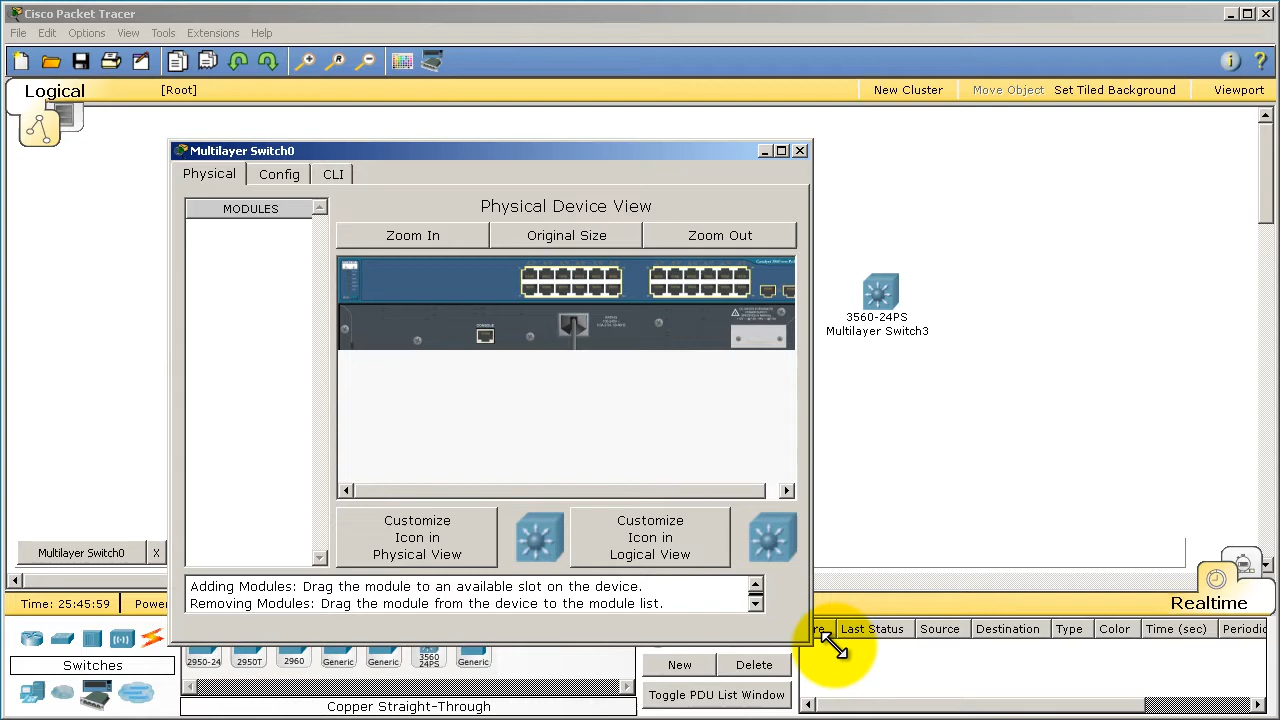 Cisco Packet Tracer
File Edit Options View Tools Extensions Help
Logical
[Root]
New Cluster
Move Object
Set Tiled Background
Viewport
Multilayer Switch0
Physical
Config
CLI
MODULES
Physical Device View
Zoom In
Original Size
Zoom Out
CONSOLE
3560-24PS
Multilayer Switch3
Customize
Icon in
Physical View
Customize
Icon in
Logical View
Multilayer Switch0
X
Adding Modules: Drag the module to an available slot on the device.
Removing Modules: Drag the module from the device to the module list.
Time: 25:45:59
Power
Realtime
Last Status
Source
Destination
Type
Color
Time (sec)
Periodic
Switches
2950-24
2950T
2960
Generic
Generic
3560
24PS
Generic
New
Delete
Toggle PDU List Window
Copper Straight-Through